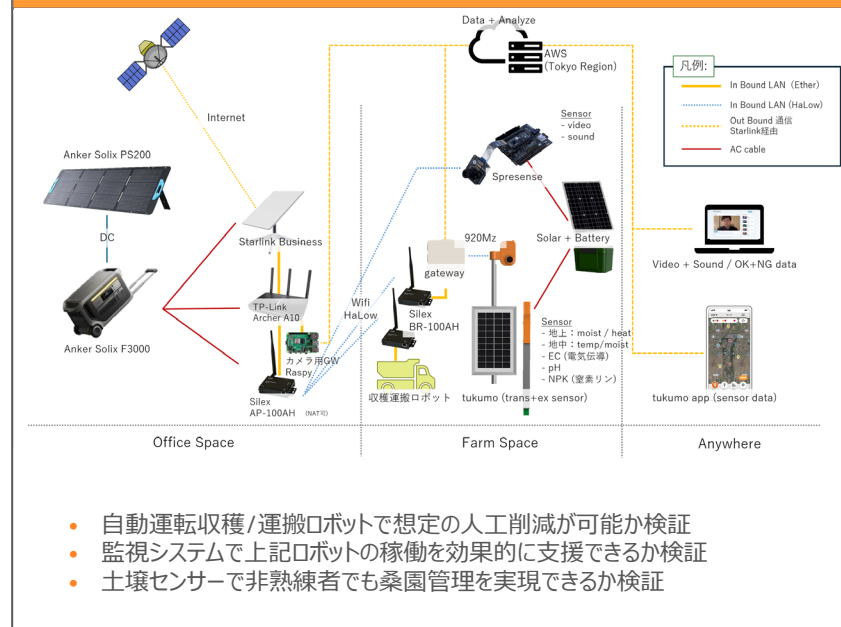 Data + Analyze
AWS
(Tokyo Region)
凡例:
In Bound LAN（Ether）
In Bound LAN (HaLow)
Out Bound 通信
Starlink経由
AC cable
Internet
Anker Solix PS200
DC
Anker Solix F3000
Starlink Business
TP-Link
Archer A10
カメラ用GW
Raspy
Silex
AP-100AH
(NAT可)
Wifi
HaLow
Sensor
- video
- sound
Spresense
920Mz
gateway
Silex
BR-100AH
収穫運搬ロボット
tukumo (trans+ex sensor)
Solar + Battery
Sensor
- 地上：moist / heat
- 地中：temp/moist
- EC (電気伝導)
- pH
- NPK (窒素リン)
Video + Sound / OK+NG data
tukumo app (sensor data)
Office Space
Farm Space
Anywhere
• 自動運転収穫/運搬ロボットで想定の人工削減が可能か検証
• 監視システムで上記ロボットの稼働を効果的に支援できるか検証
• 土壌センサーで非熟練者でも桑園管理を実現できるか検証